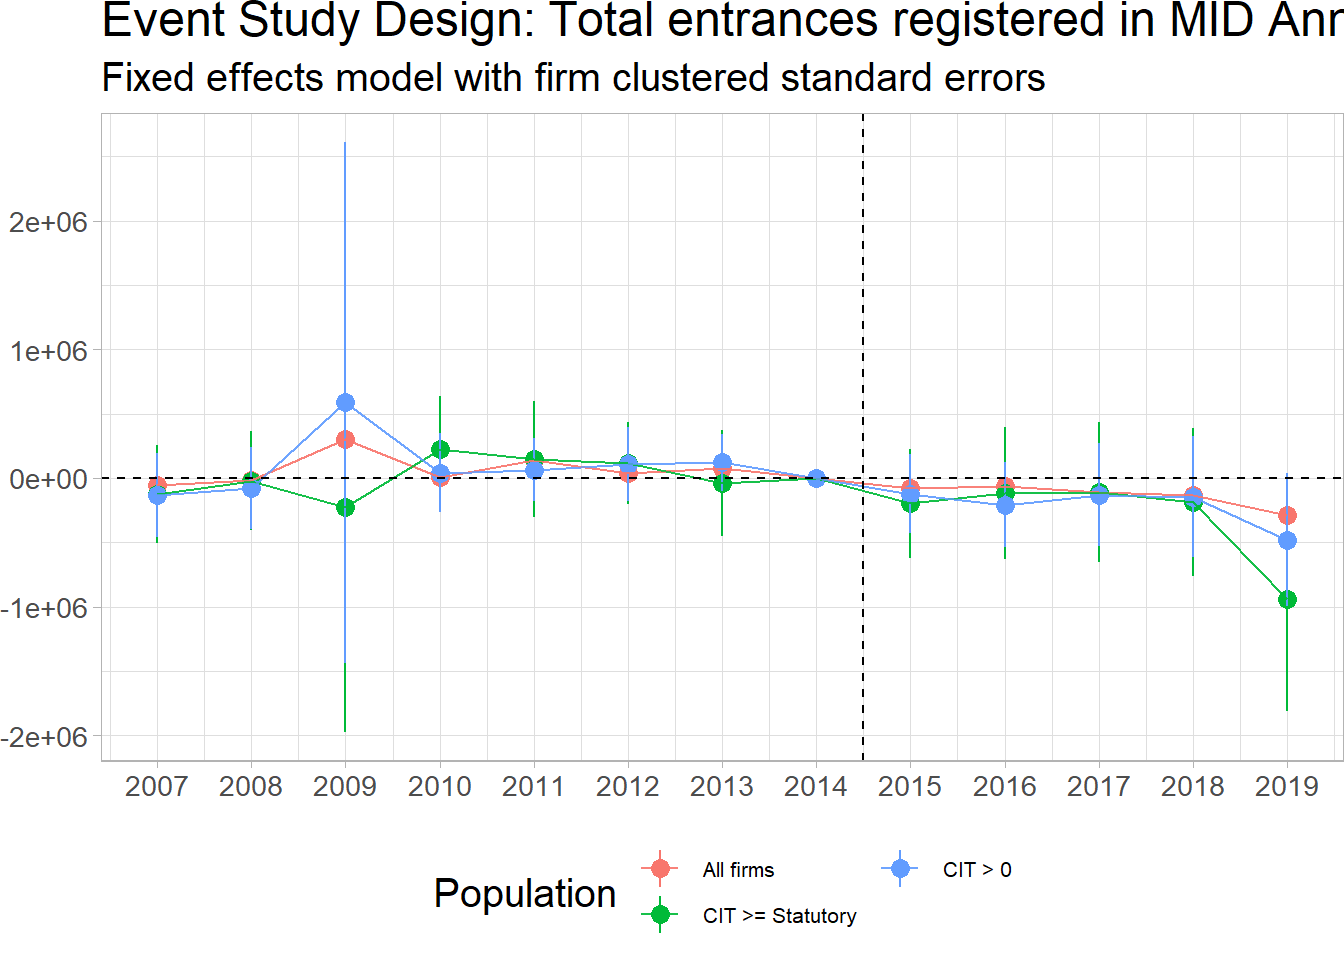 Event Study Design: Total entrances registered in MID Ann
Fixed effects model with firm clustered standard errors
2e+06
1e+06
0e+00
-1e+06
-2e+06
2007 2008 2009 2010 2011 2012 2013 2014 2015 2016 2017 2018 2019
Population
All firms
CIT >= Statutory
CIT > 0